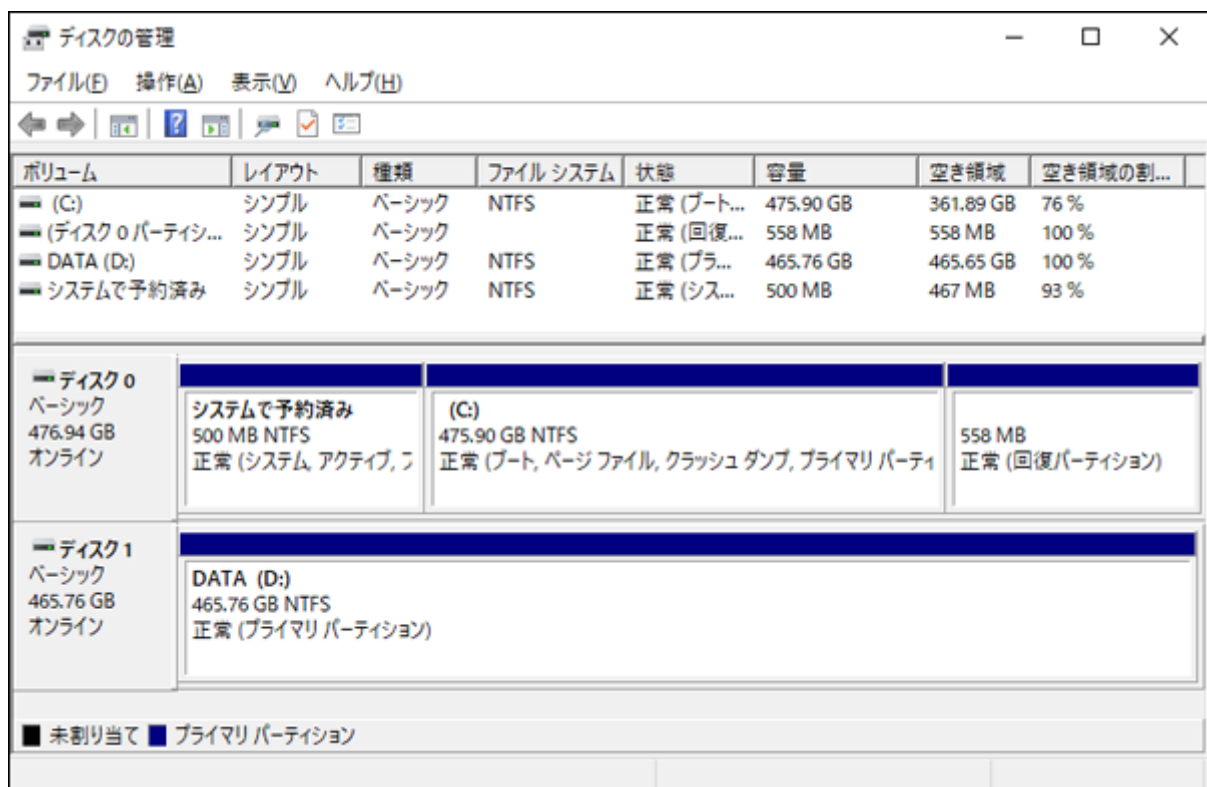 ディスクの管理
ファイル(F) 操作(A) 表示(V) ヘルプ(H)
ボリューム レイアウト 種類 ファイル システム 状態 容量 空き領域 空き領域の割...
(C:) シンプル ベーシック NTFS 正常 (ブート... 475.90 GB 361.89 GB 76 %
(ディスク 0 パーティシ... シンプル ベーシック 正常 (回復... 558 MB 558 MB 100 %
DATA (D:) シンプル ベーシック NTFS 正常 (プラ... 465.76 GB 465.65 GB 100 %
システムで予約済み シンプル ベーシック NTFS 正常 (シス... 500 MB 467 MB 93 %
ディスク 0
ベーシック
476.94 GB
オンライン
システムで予約済み
500 MB NTFS
正常 (システム, アクティブ, フ
(C:)
475.90 GB NTFS
正常 (ブート, ページ ファイル, クラッシュ ダンプ, プライマリ パーティ
558 MB
正常 (回復パーティション)
ディスク 1
ベーシック
465.76 GB
オンライン
DATA (D:)
465.76 GB NTFS
正常 (プライマリ パーティション)
未割り当て プライマリ パーティション